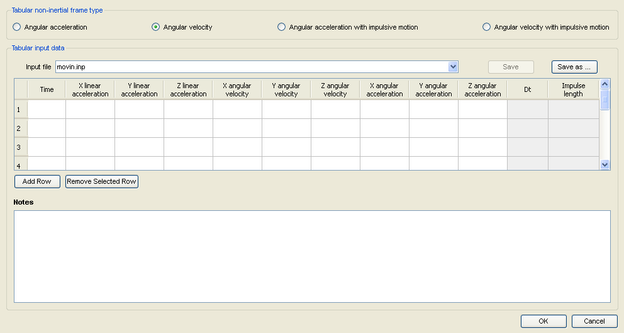 Tabular non-inertial frame type
Angular acceleration Angular velocity Angular acceleration with impulsive motion Angular velocity with impulsive motion
Tabular input data
Input file movin.inp Save Save as ...
Time X linear acceleration Y linear acceleration Z linear acceleration X angular velocity Y angular velocity Z angular velocity X angular acceleration Y angular acceleration Z angular acceleration Dt Impulse length
1
2
3
4
Add Row Remove Selected Row
Notes
OK Cancel